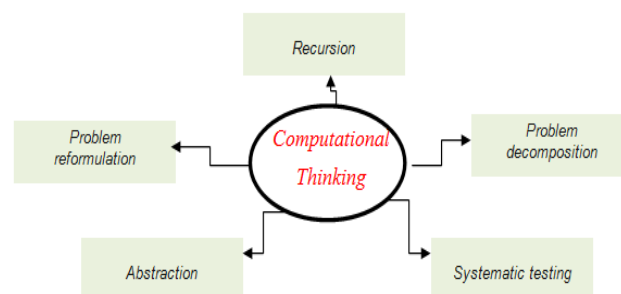 Recursion
Problem
reformulation
Computational
Thinking
Problem
decomposition
Abstraction
Systematic testing